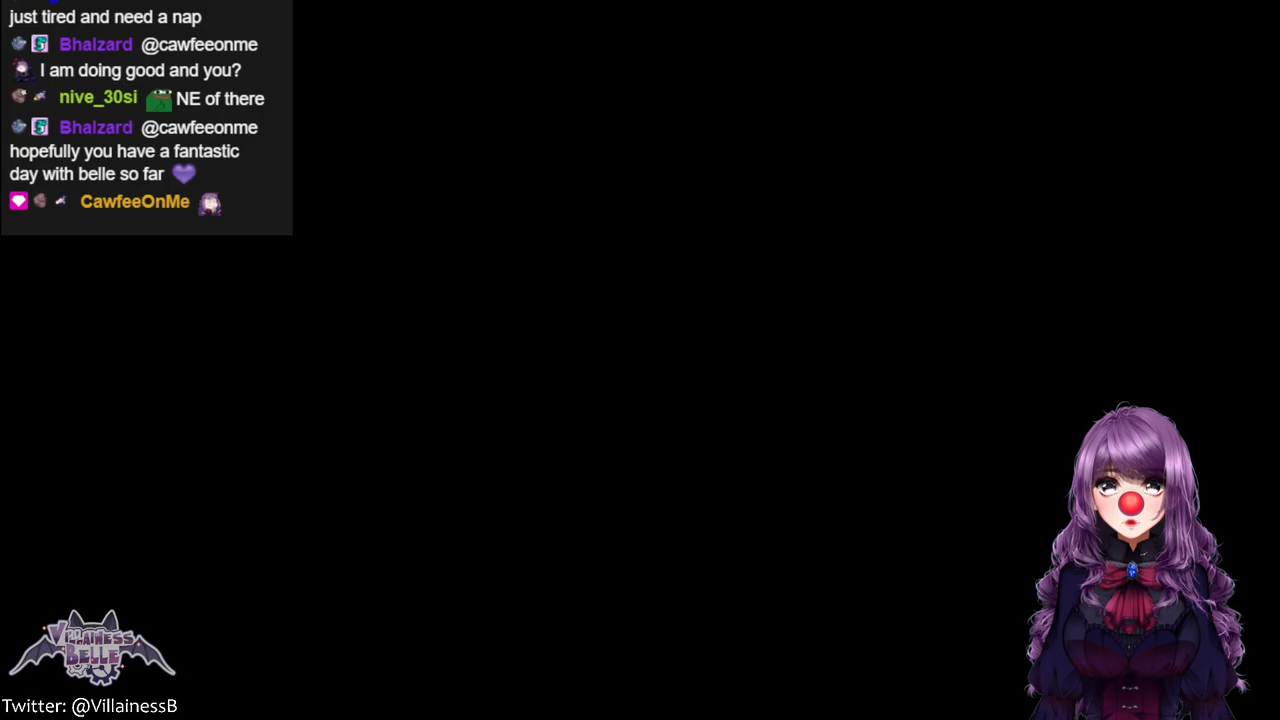 just tired and need a nap
Bhalzard @cawfeeonme
I am doing good and you?
nive_30si NE of there
Bhalzard @cawfeeonme
hopefully you have a fantastic
day with belle so far
CawfeeOnMe
VILLAINESS
BELLE
Twitter: @VillainessB